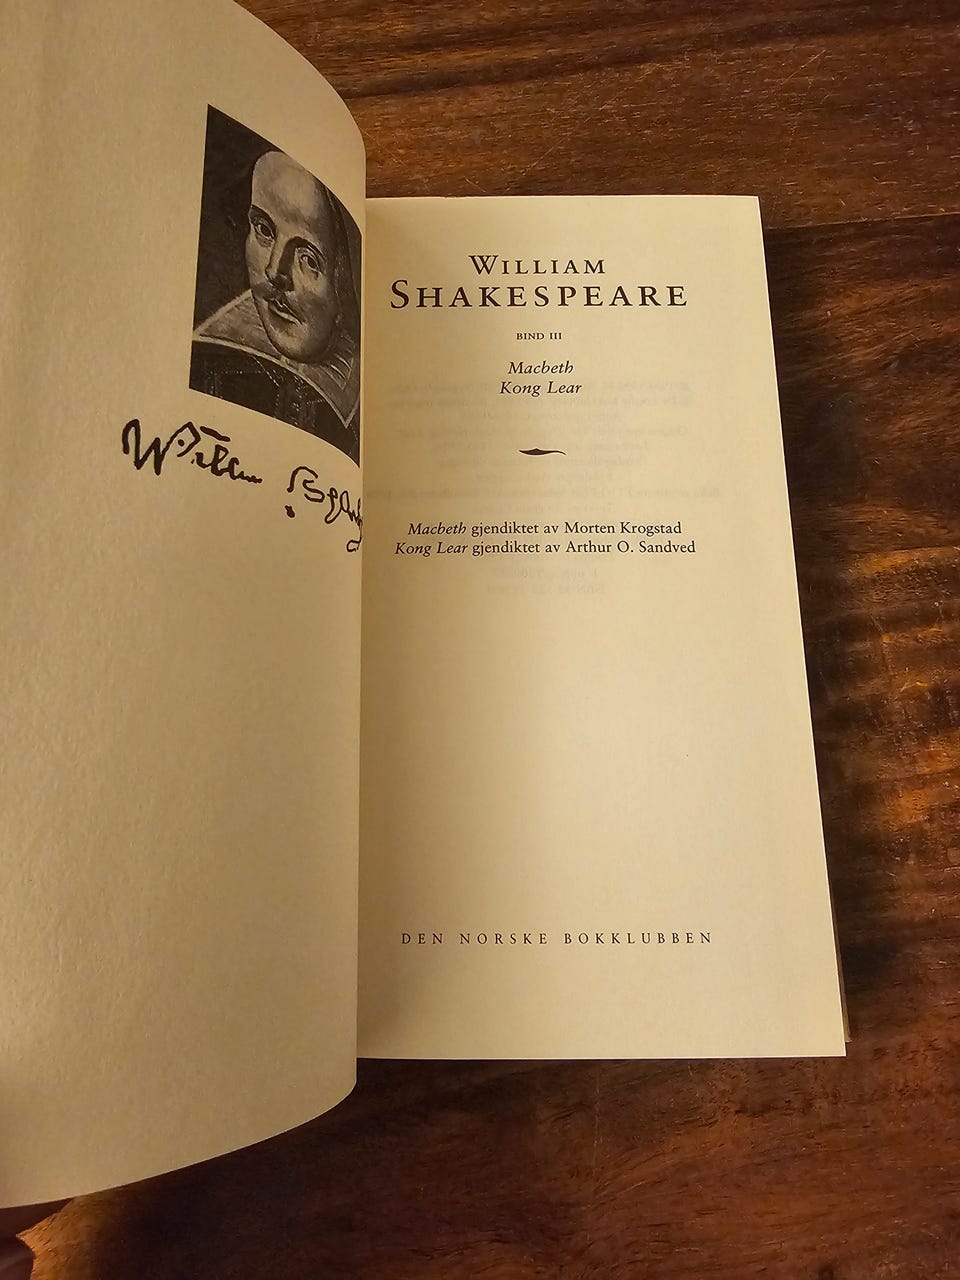 William
WILLIAM
SHAKESPEARE
BIND III
Macbeth
Kong Lear
Macbeth gjendiktet av Morten Krogstad
Kong Lear gjendiktet av Arthur O. Sandved
DEN NORSKE BOKKLUBBEN